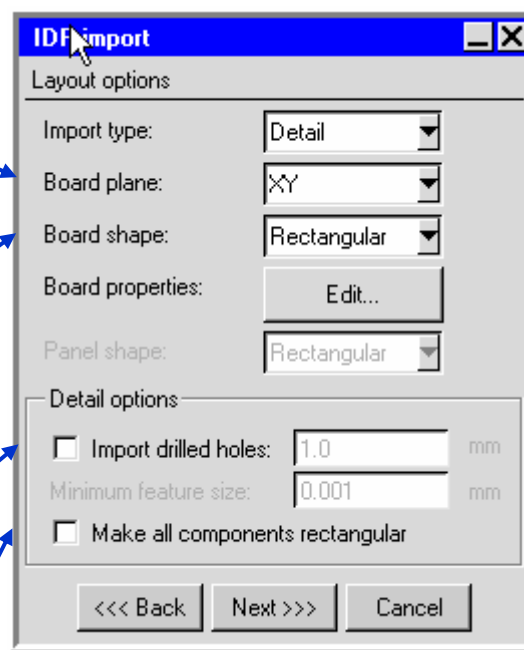 IDF import
Layout options
Import type: Detail
Board plane: XY
Board shape: Rectangular
Board properties: Edit...
Panel shape: Rectangular
Detail options
Import drilled holes: 1.0 mm
Minimum feature size: 0.001 mm
Make all components rectangular
<<< Back Next >>> Cancel